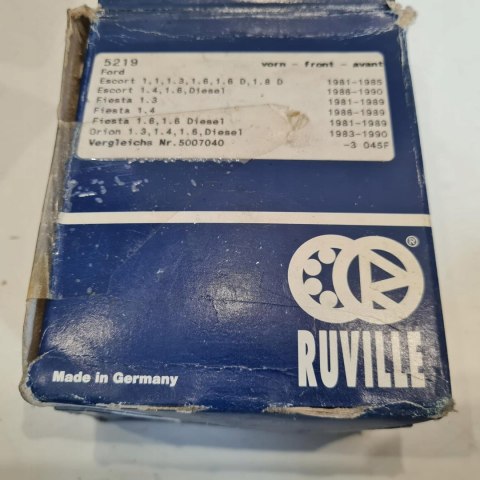 5219 vorn - front - avant
Ford
Escort 1,1,1.3,1.6,1.6 D,1.8 D 1981-1985
Escort 1.4,1.6,Diesel 1986-1990
Fiesta 1.3 1981-1989
Fiesta 1.4 1986-1989
Fiesta 1.6,1.6 Diesel 1981-1989
Orion 1.3,1.4,1.6,Diesel 1983-1990
Vergleichs Nr.5007040 -3 04SF
®
RUVILLE
Made in Germany